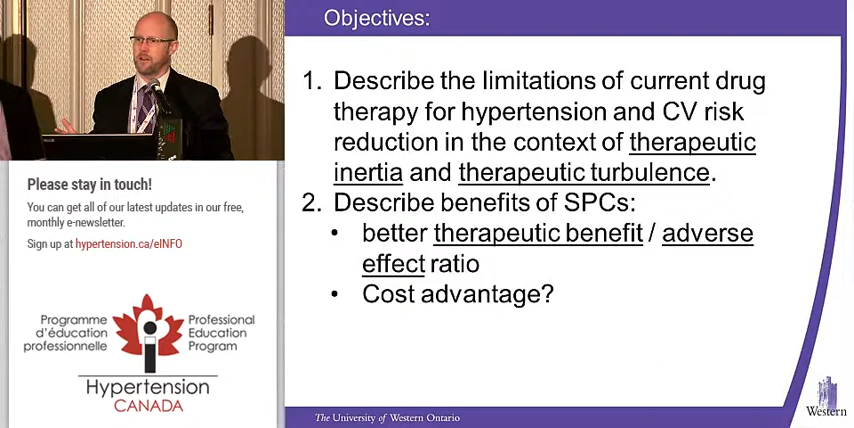 Objectives:
1. Describe the limitations of current drug
therapy for hypertension and CV risk
reduction in the context of therapeutic
inertia and therapeutic turbulence.
2. Describe benefits of SPCs:
• better therapeutic benefit / adverse
effect ratio
• Cost advantage?
The University of Western Ontario
Western
Please stay in touch!
You can get all of our latest updates in our free,
monthly e-newsletter.
Sign up at hypertension.ca/eINFO
Programme
d'éducation
professionnelle
Professional
Education
Program
Hypertension
CANADA